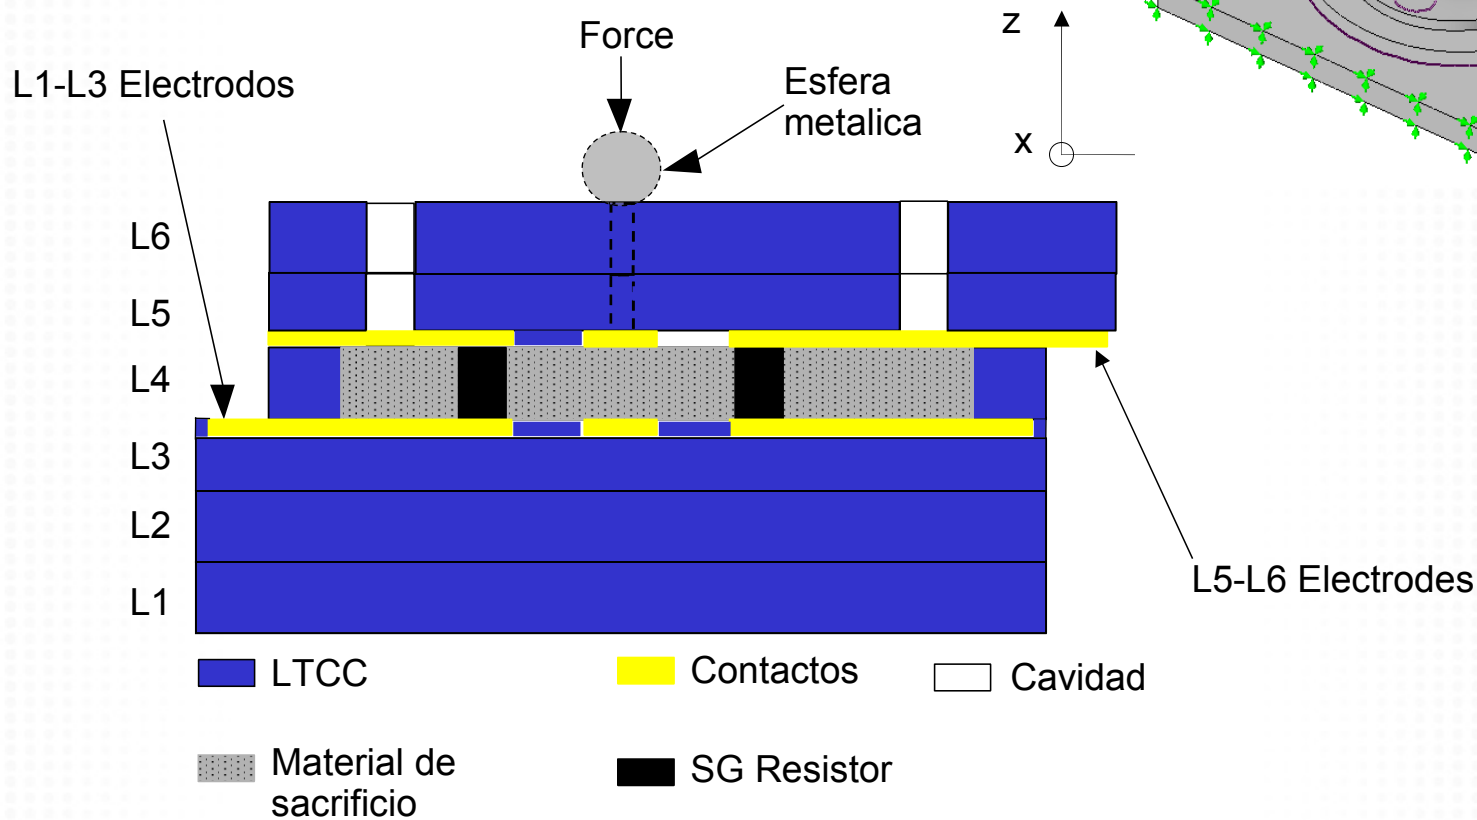 z
Force
L1-L3 Electrodos
Esfera
metalica
x
L6
L5
L4
L3
L2
L1
L5-L6 Electrodes
LTCC
Contactos
Cavidad
Material de
sacrificio
SG Resistor